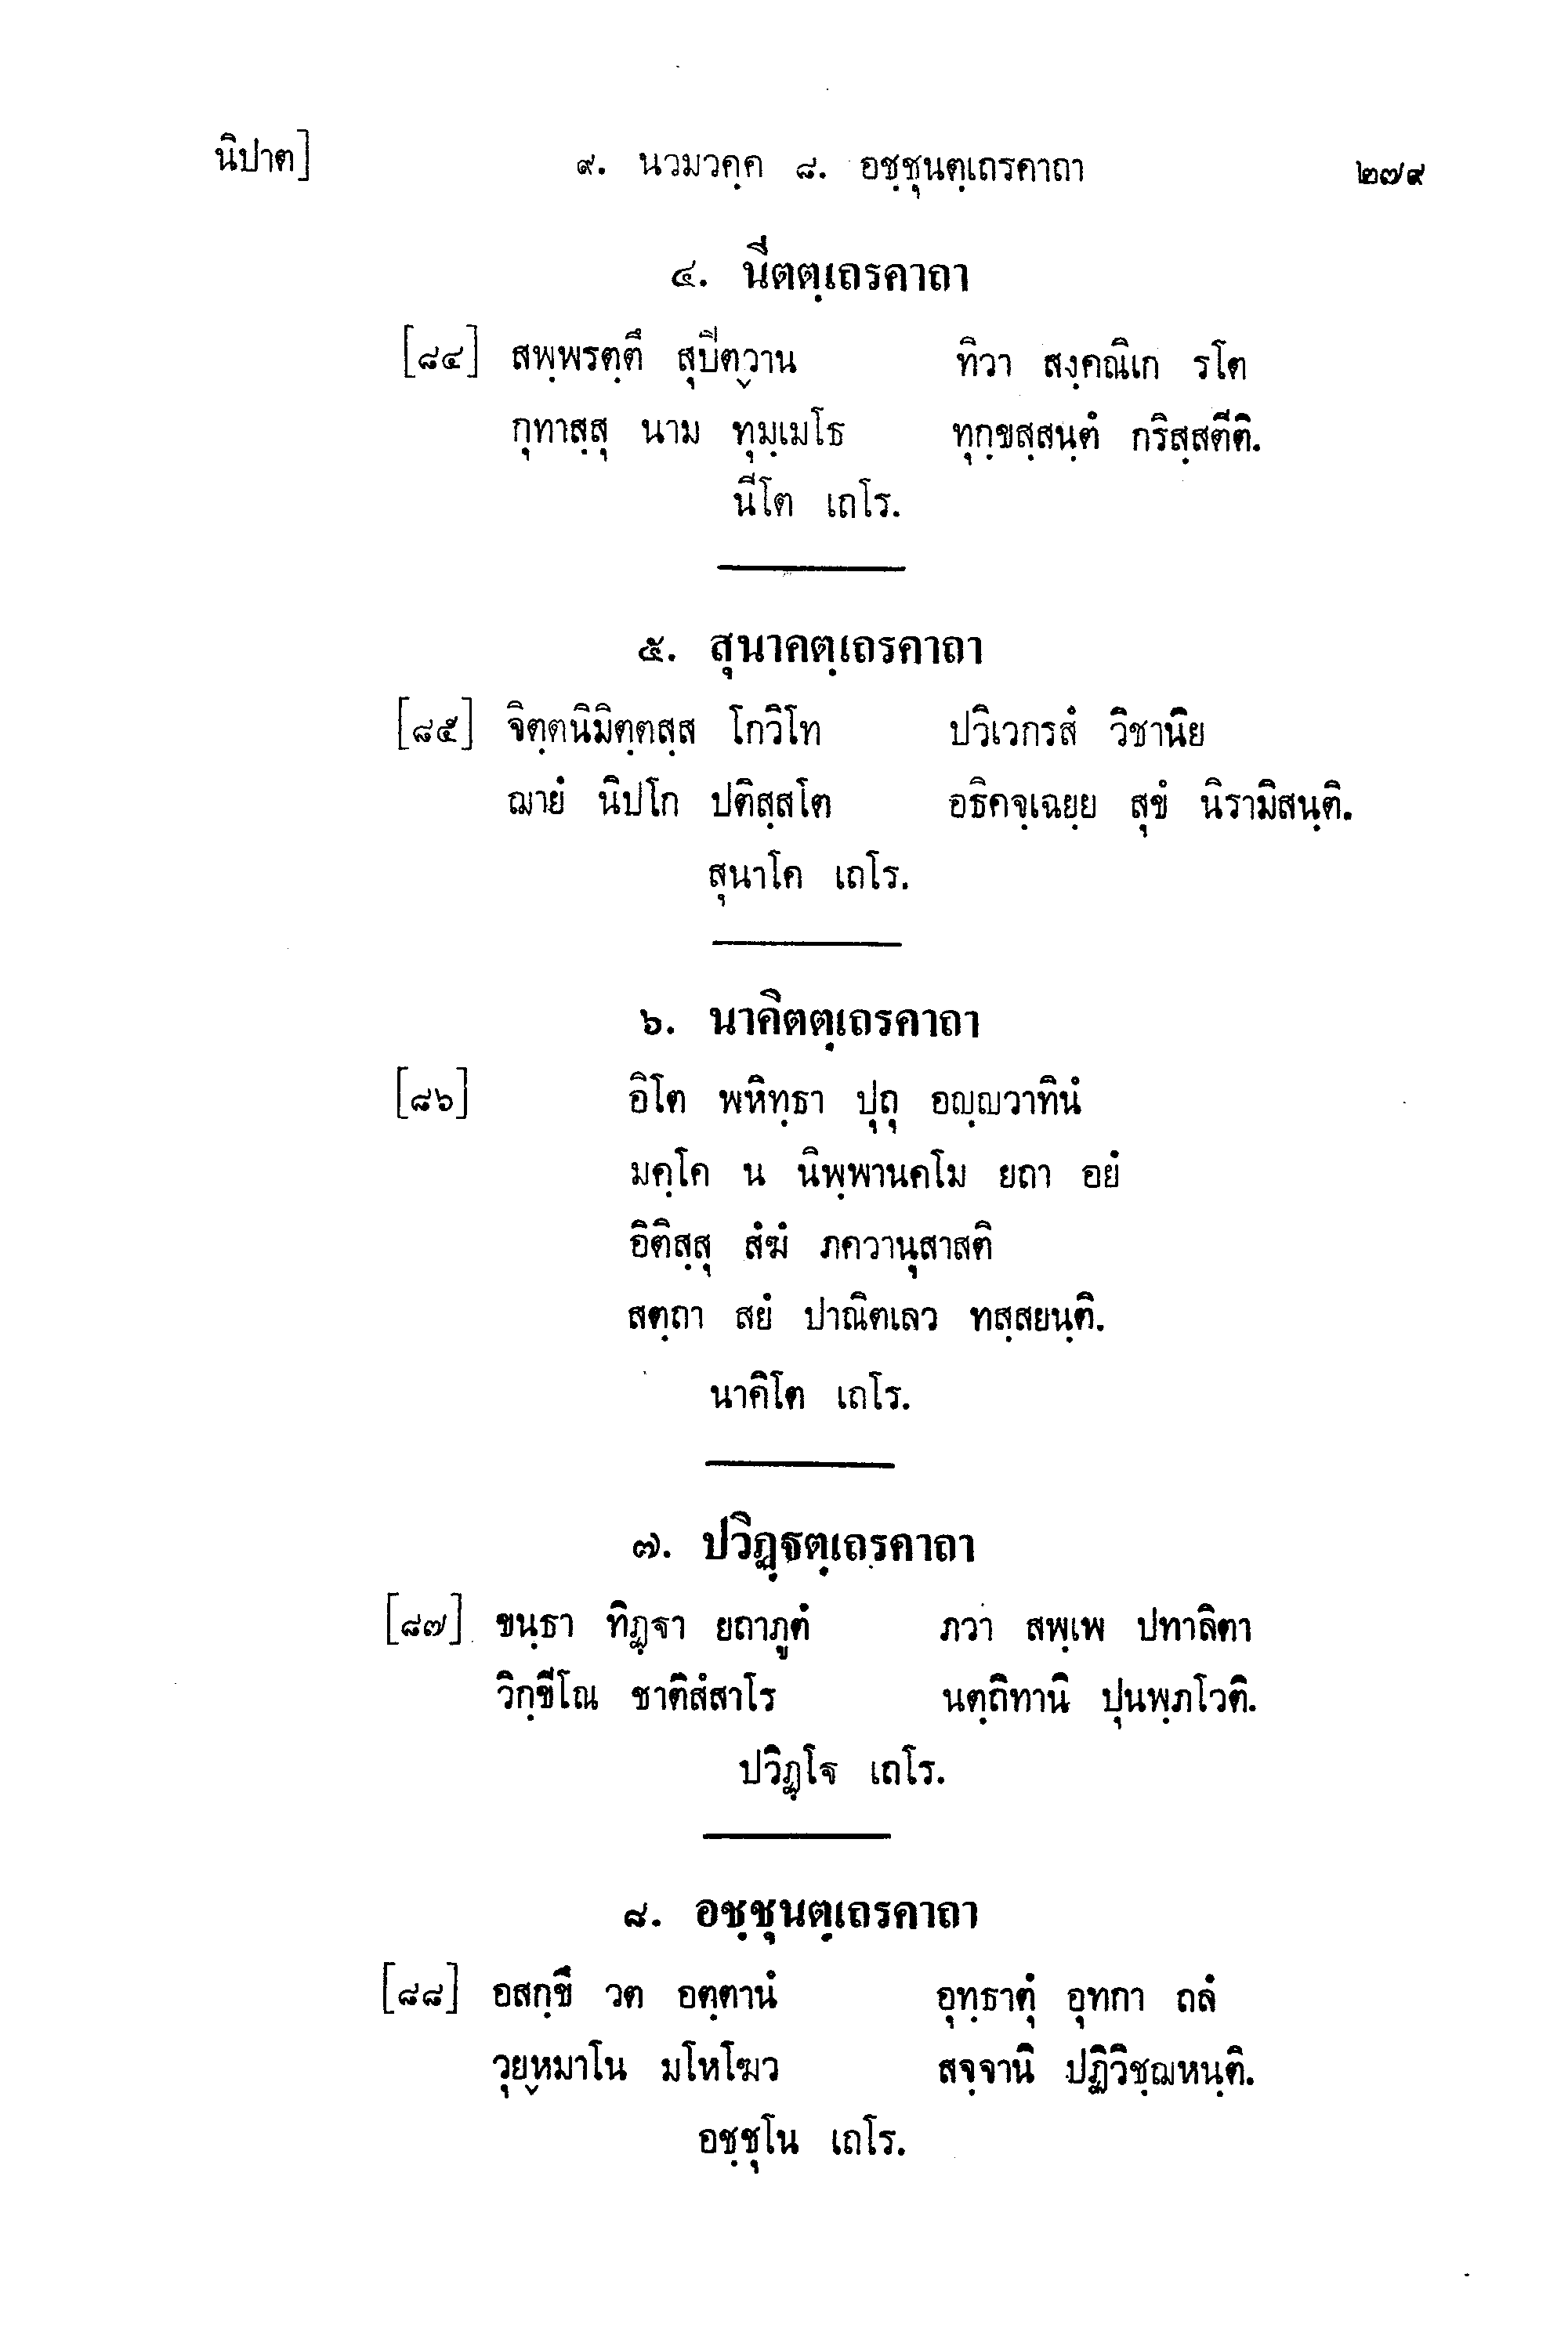 นิปาต] ๙. นวมวคฺค ๘. อชฺชุนตฺเถรคาถา ๒๗๙
๔. นีตตฺเถรคาถา
[๘๔] สพฺพรตฺตึ สุปิตฺวาน ทิวา สงฺคณิเก รโต
กุทาสฺสุ นาม ทุมฺเมโธ ทุกฺขสฺสนฺตํ กริสฺสตีติ.
นีโต เถโร.
๕. สุนาคตฺเถรคาถา
[๘๕] จิตฺตนิมิตฺตสฺส โกวิโท ปวิเวกรสํ วิชานิย
ฌายํ นิปโก ปติสฺสโต อธิคจฺเฉยฺย สุขํ นิรามิสนฺติ.
สุนาโค เถโร.
๖. นาคิตตฺเถรคาถา
[๘๖] อิโต พหิทฺธา ปุถุ อญฺญวาทินํ
มคฺโค น นิพฺพานคโม ยถา อยํ
อิติสฺสุ สํฆํ ภควานุสาสติ
สตฺถา สยํ ปาณิตเลว ทสฺสยนฺติ.
นาคิโต เถโร.
๗. ปวิฏฺฐตฺเถรคาถา
[๘๗] ขนฺธา ทิฏฺฐา ยถาภูตํ ภวา สพฺเพ ปทาลิตา
วิกฺขีโณ ชาติสํสาโร นตฺถิทานิ ปุนพฺภโวติ.
ปวิฏฺโฐ เถโร.
๘. อชฺชุนตฺเถรคาถา
[๘๘] อสกฺขึ วต อตฺตานํ อุทฺธาตุํ อุทกา ถลํ
วุยฺหมาโน มโหโฆว สจฺจานิ ปฏิวิชฺฌหนฺติ.
อชฺชุโน เถโร.